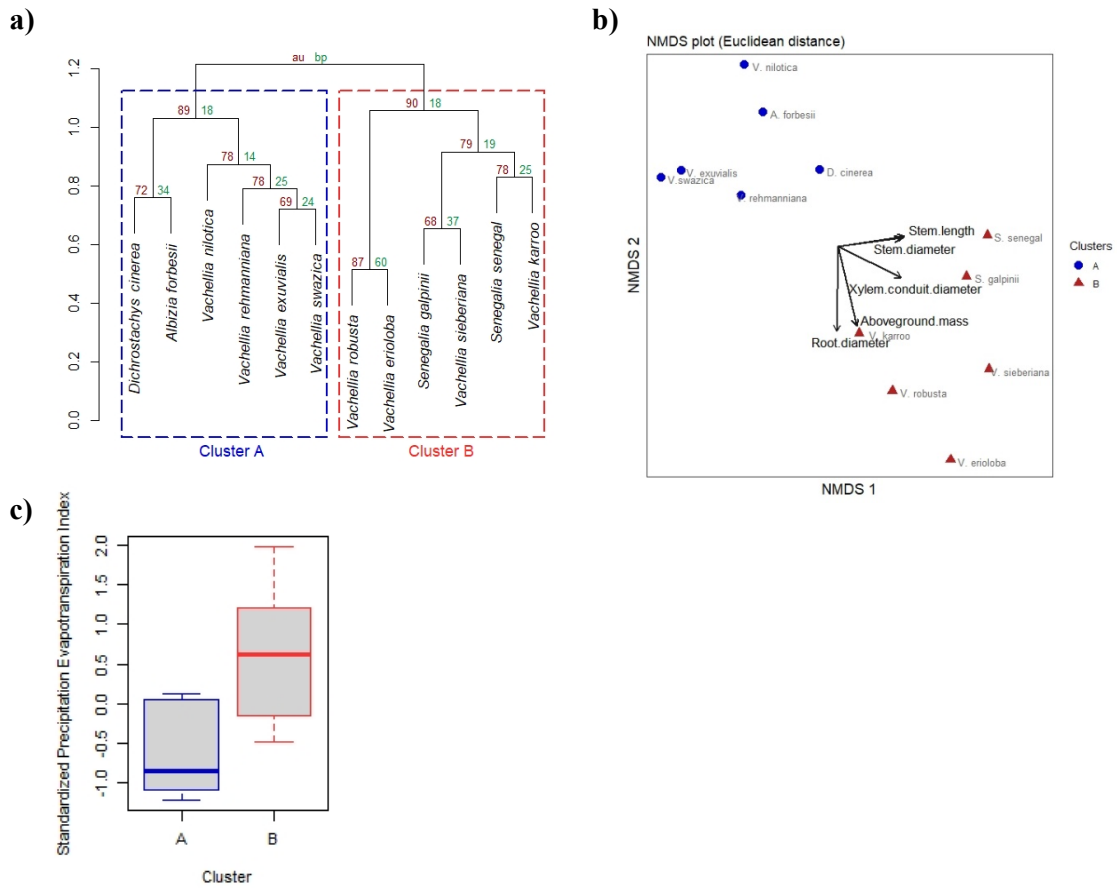 a)
au bp
1.2
1.0
0.8
0.6
0.4
0.2
0.0
89 18
90 18
78 14
79 19
72 34
78 25
78 25
69 24
68 37
87 60
Dichrostachys cinerea
Albizia forbesii
Vachellia nilotica
Vachellia rehmanniana
Vachellia exuvialis
Vachellia swazica
Vachellia robusta
Vachellia erioloba
Senegalia galpinii
Vachellia sieberiana
Senegalia senegal
Vachellia karroo
Cluster A
Cluster B
b)
NMDS plot (Euclidean distance)
V. nilotica
A. forbesii
V. exuvialis
V.swazica
D. cinerea
rehmanniana
Stem.length
S. senegal
Stem.diameter
S. galpinii
Xylem.conduit.diameter
Aboveground.mass
V. karroo
Root.diameter
V. sieberiana
V. robusta
V. erioloba
NMDS 2
NMDS 1
Clusters
A
B
c)
Standardized Precipitation Evapotranspiration Index
2.0
1.5
1.0
0.5
0.0
-0.5
-1.0
A
B
Cluster